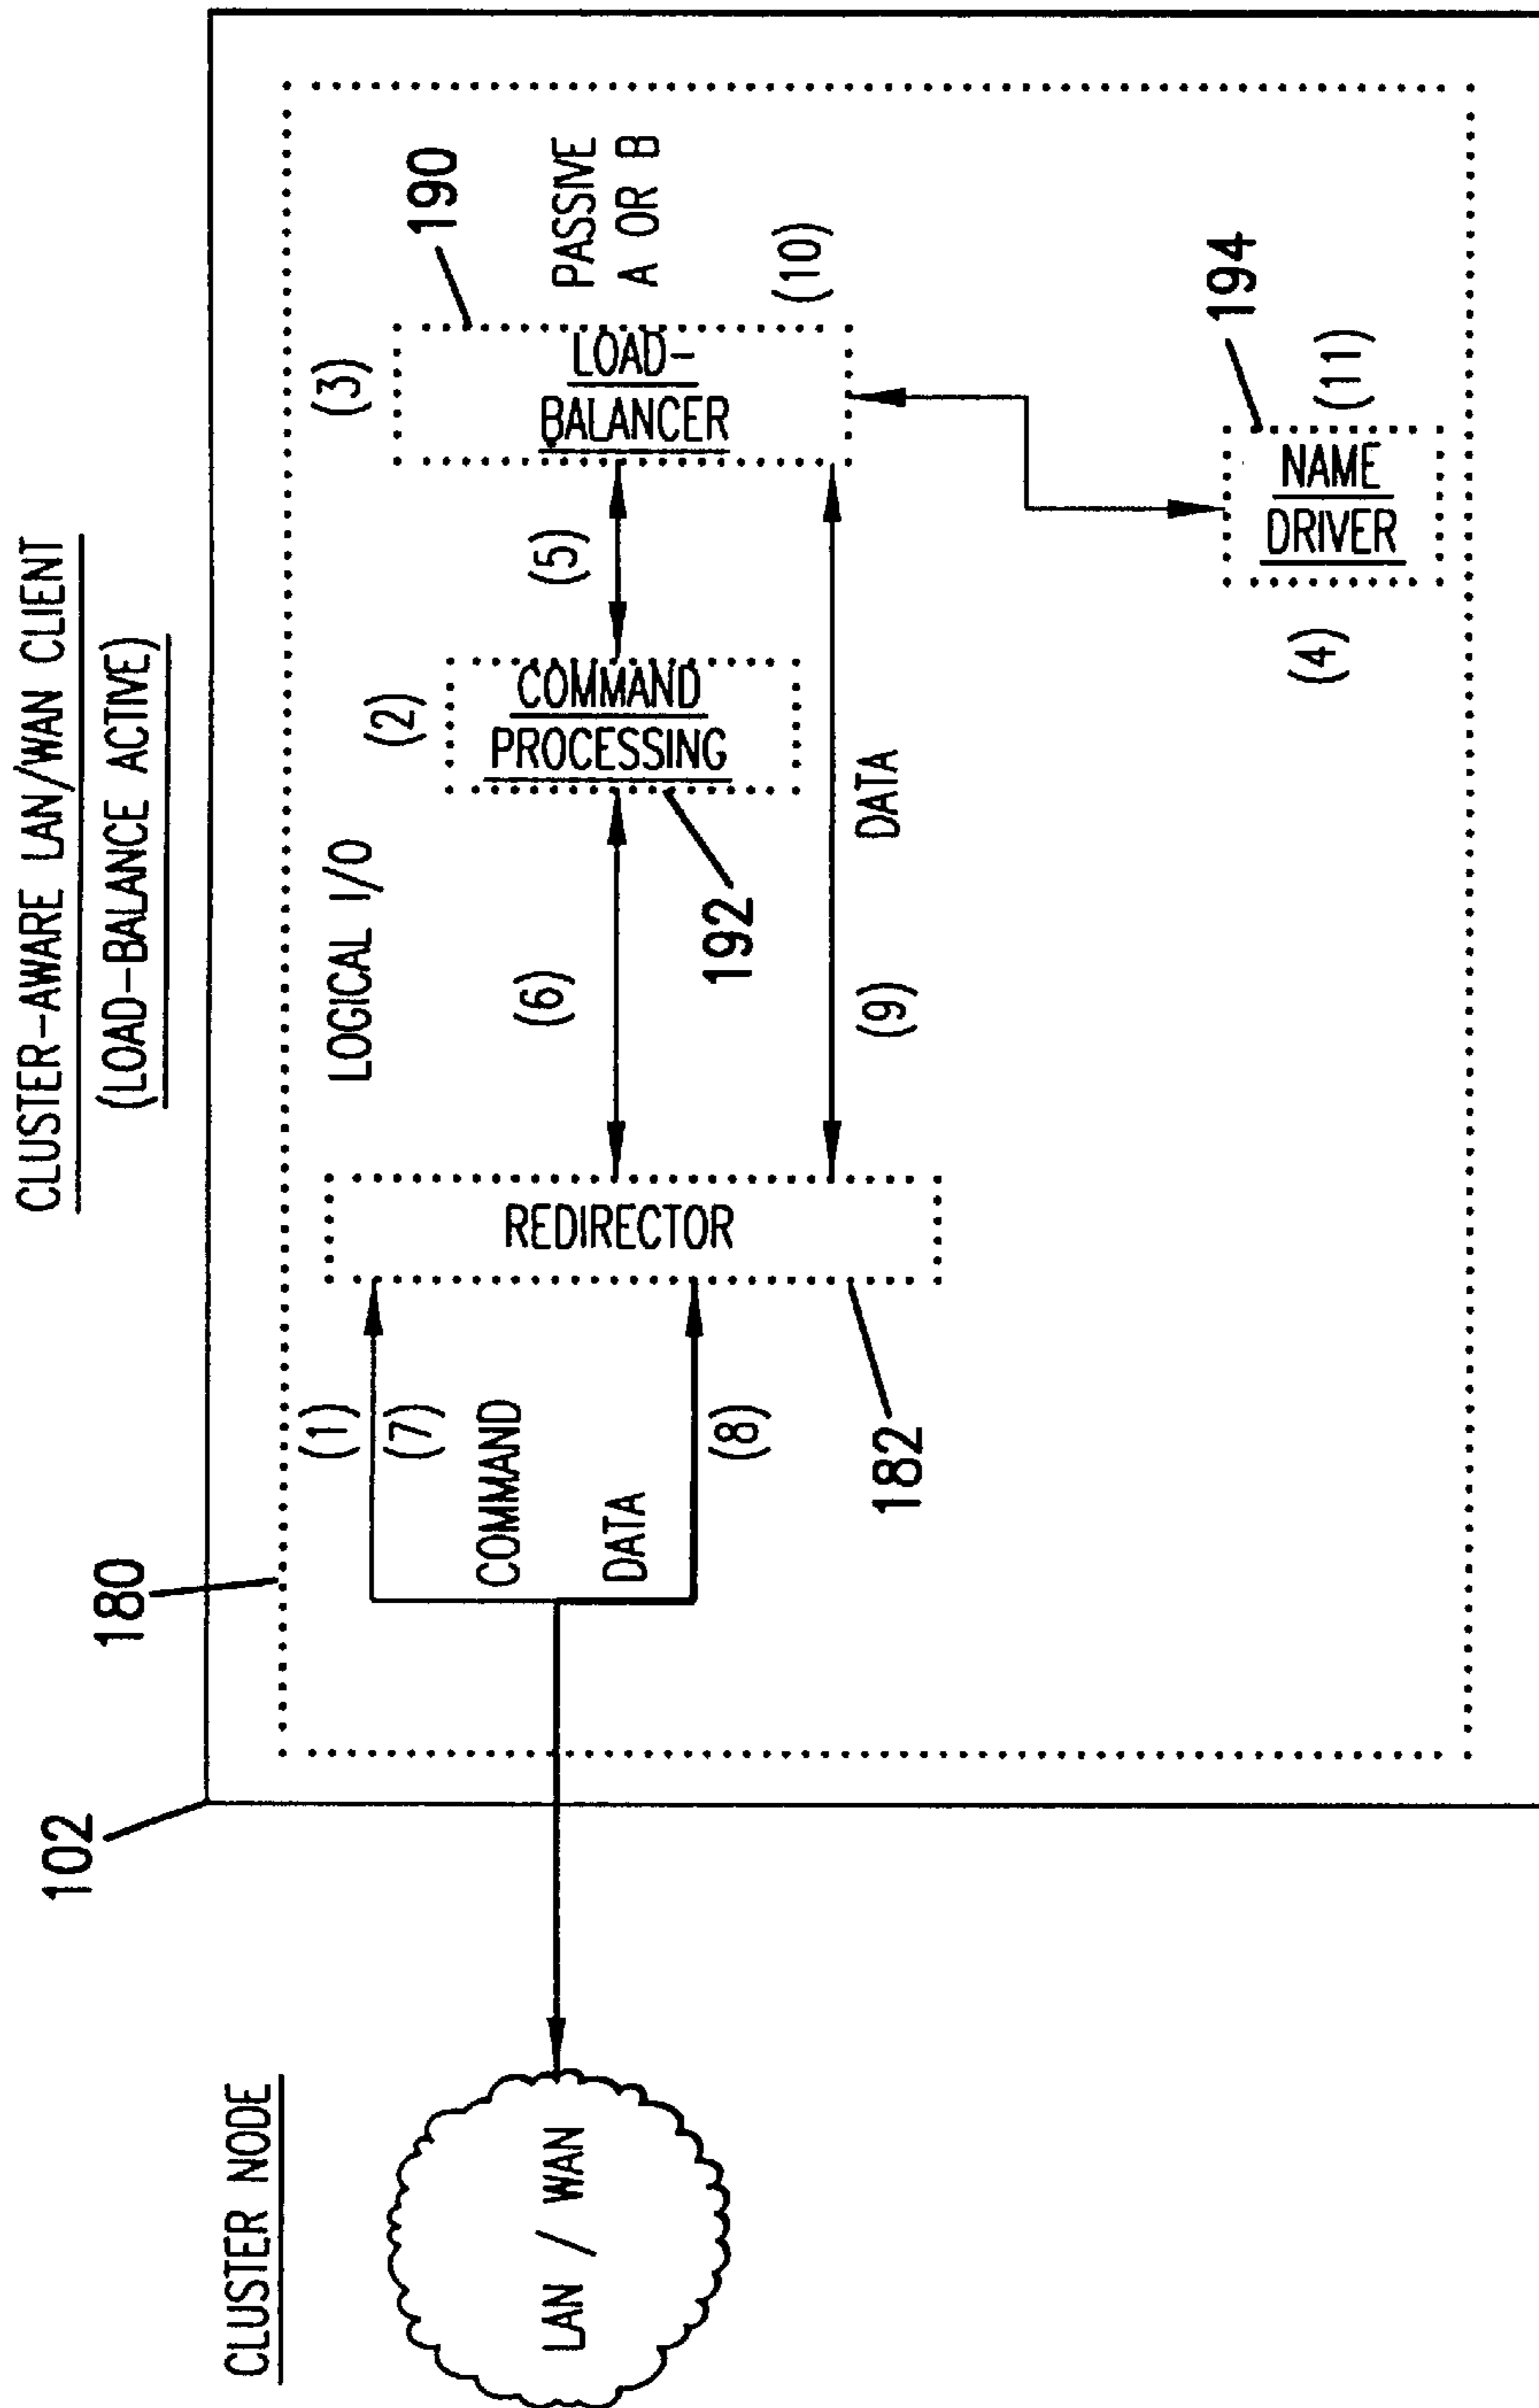 CLUSTER-AWARE LAN/WAN CLIENT
(LOAD-BALANCE ACTIVE)
102
180
CLUSTER NODE
LAN / WAN
(1)
(7)
COMMAND
DATA
(8)
REDIRECTOR
182
LOGICAL I/O
(6)
(9)
DATA
(2)
COMMAND
PROCESSING
192
(5)
(3)
LOAD-
BALANCER
190
PASSIVE
A OR B
(10)
(4)
NAME
DRIVER
(11)
194